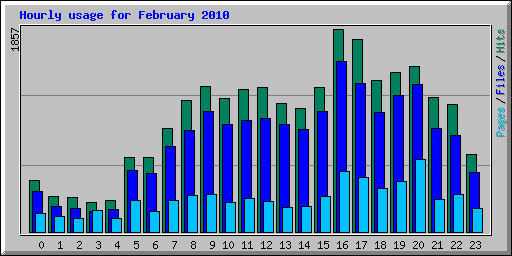 Hourly usage for February 2010
1857
Pages / Files / Hits
0 1 2 3 4 5 6 7 8 9 10 11 12 13 14 15 16 17 18 19 20 21 22 23